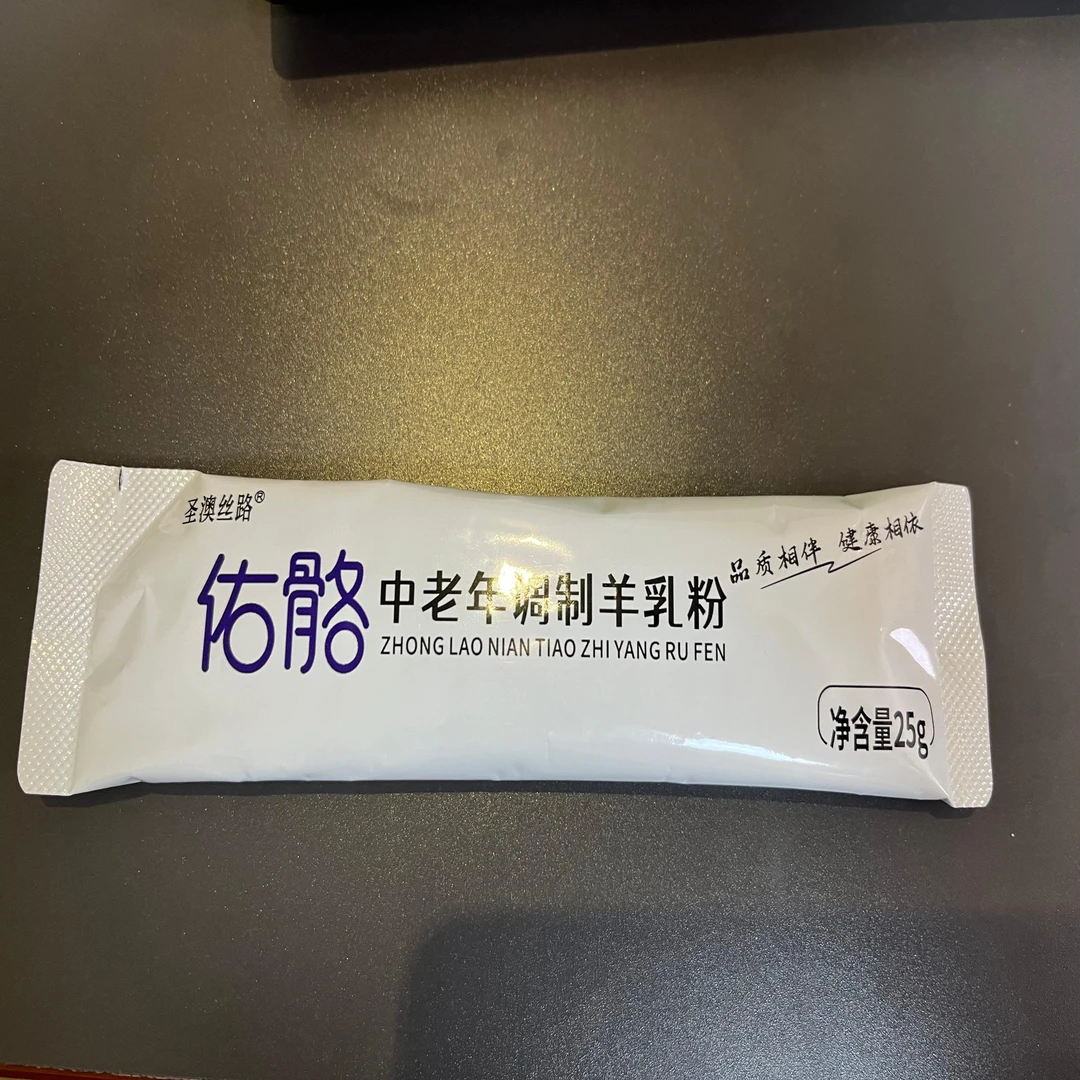 圣澳丝路®
品质相伴 健康相依
佑骼
中老年调制羊乳粉
ZHONG LAO NIAN TIAO ZHI YANG RU FEN
净含量25g